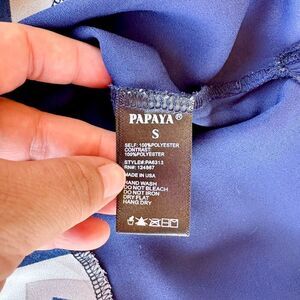 PAPAYA®
S
SELF: 100%POLYESTER
CONTRAST:
100%POLYESTER
STYLE#:PA6313
RN#: 124667
MADE IN USA
HAND WASH
DO NOT BLEACH
DO NOT IRON
DRY FLAT
HANG DRY